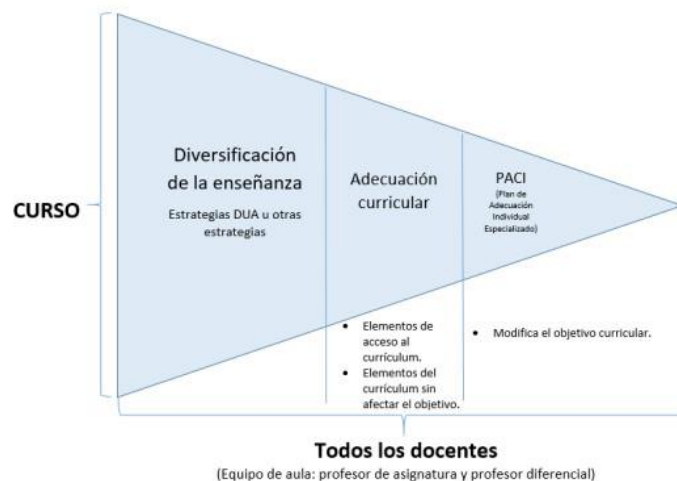 Diversificación
de la enseñanza
Estrategias DUA u otras
estrategias
CURSO
Adecuación
curricular
PACI
(Plan de
Adecuación
Individual
Especializado)
• Elementos de
acceso al
currículum.
• Elementos del
currículum sin
afectar el objetivo.
• Modifica el objetivo curricular.
Todos los docentes
(Equipo de aula: profesor de asignatura y profesor diferencial)